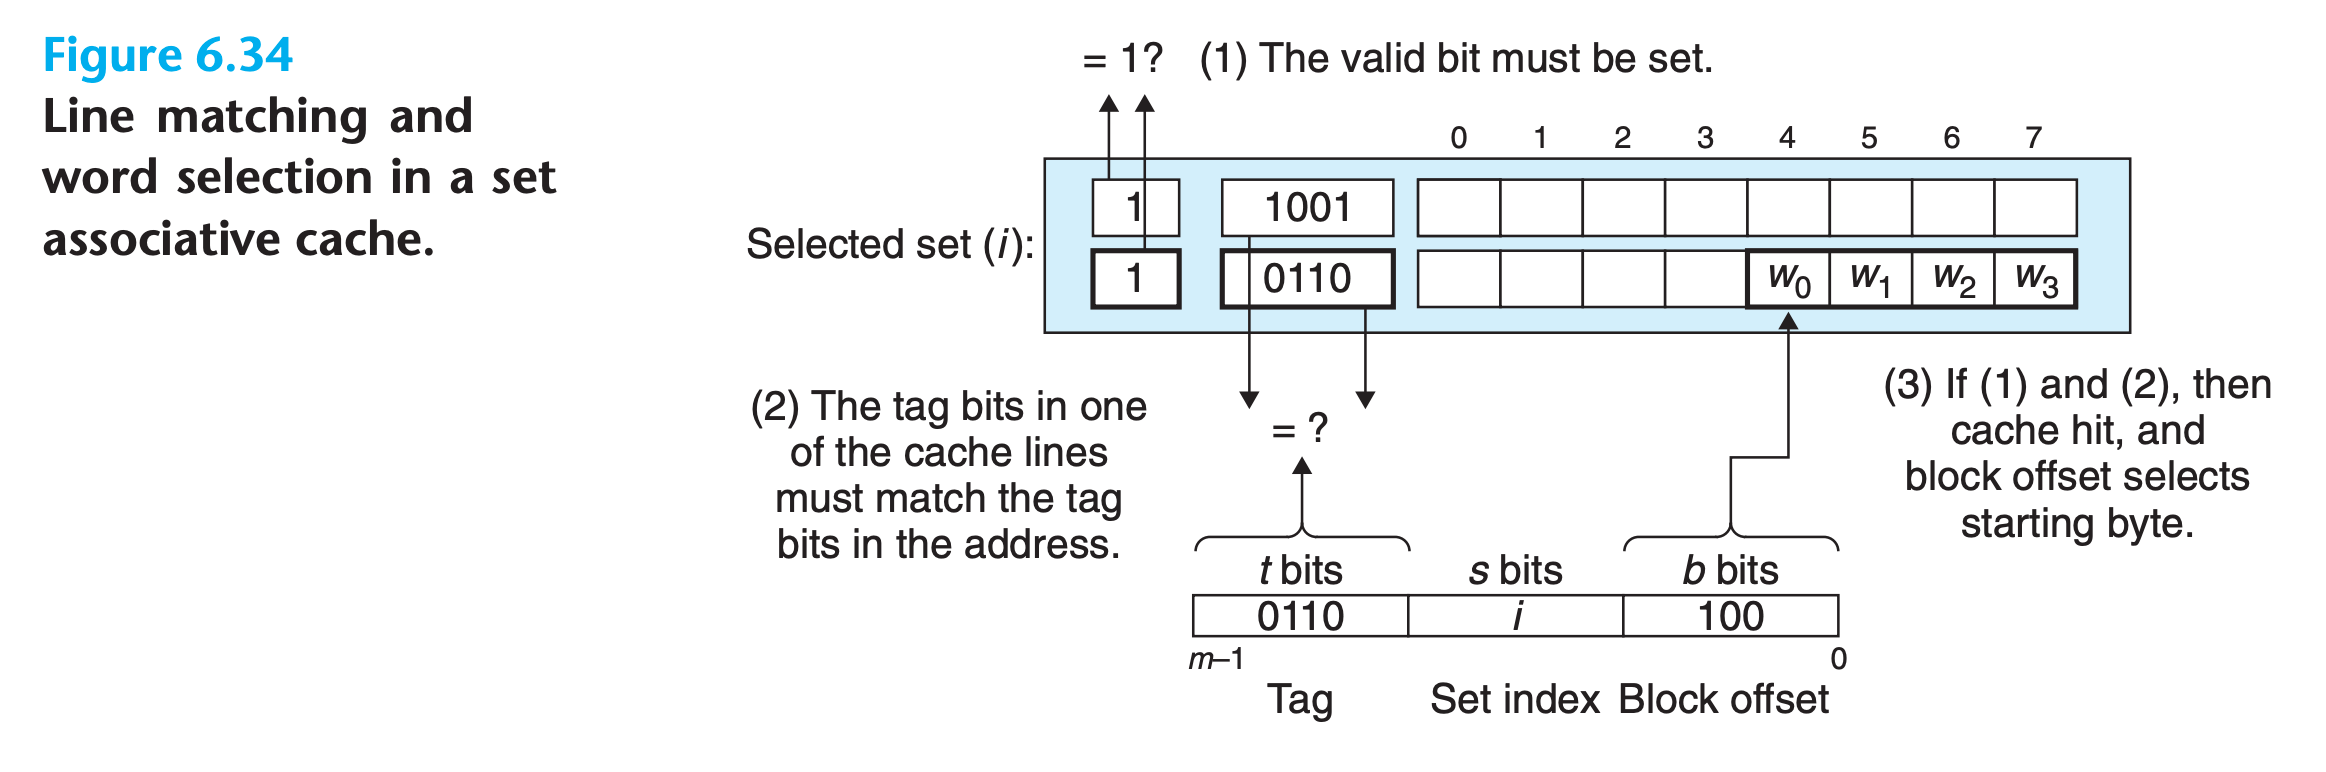 Figure 6.34
Line matching and
word selection in a set
associative cache.
= 1? (1) The valid bit must be set.
0 1 2 3 4 5 6 7
Selected set (i):
1 1001
1 0110 w0 w1 w2 w3
(2) The tag bits in one
of the cache lines
must match the tag
bits in the address.
= ?
(3) If (1) and (2), then
cache hit, and
block offset selects
starting byte.
t bits s bits b bits
0110 i 100
m–1 0
Tag Set index Block offset